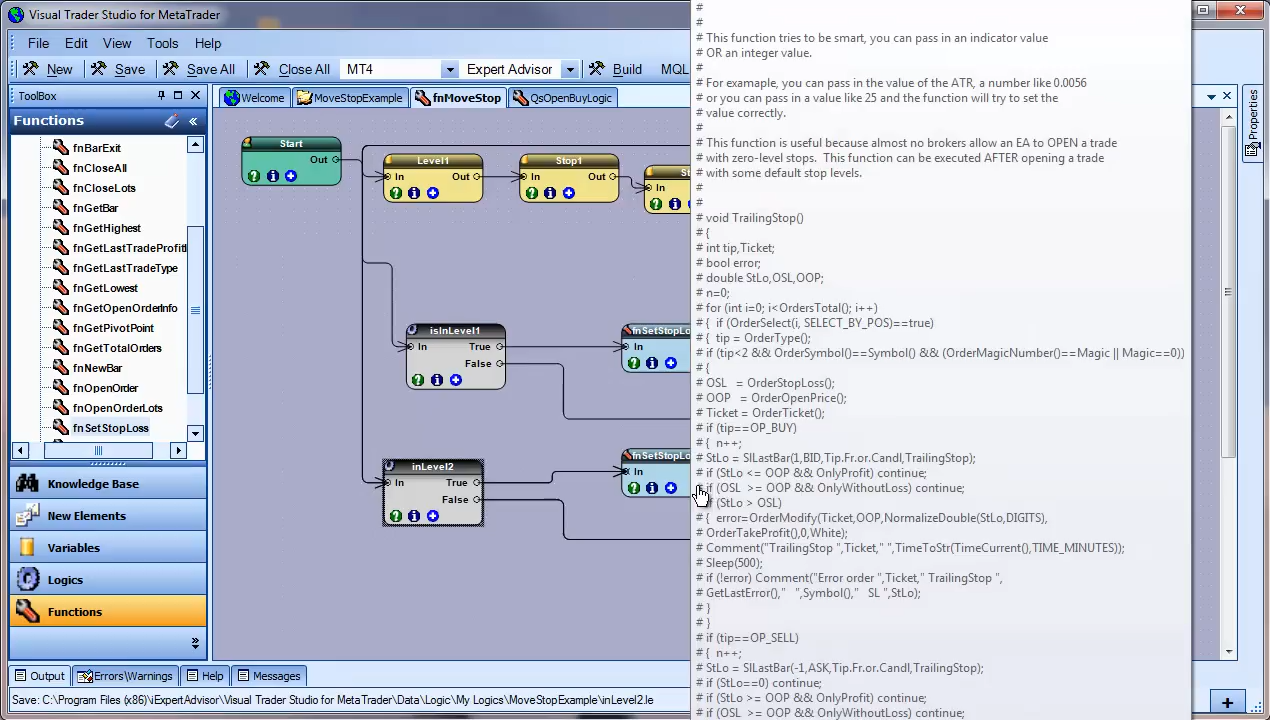 Visual Trader Studio for MetaTrader
File Edit View Tools Help
New Save Save All Close All MT4 Expert Advisor Build MQL
ToolBox
Functions
fnBarExit
fnCloseAll
fnCloseLots
fnGetBar
fnGetHighest
fnGetLastTradeProfitl
fnGetLastTradeType
fnGetLowest
fnGetOpenOrderInfo
fnGetPivotPoint
fnGetTotalOrders
fnNewBar
fnOpenOrder
fnOpenOrderLots
fnSetStopLoss
Knowledge Base
New Elements
Variables
Logics
Functions
Welcome MoveStopExample fnMoveStop QsOpenBuyLogic
Start
Out
Level1
In Out
Stop1
In Out
St
In
isInLevel1
In True
False
fnSetStopLo
In
inLevel2
In True
False
fnSetStopLo
In
#
#
# This function tries to be smart, you can pass in an indicator value
# OR an integer value.
#
# For examaple, you can pass in the value of the ATR, a number like 0.0056
# or you can pass in a value like 25 and the function will try to set the
# value correctly.
#
# This function is useful because almost no brokers allow an EA to OPEN a trade
# with zero-level stops.  This function can be executed AFTER opening a trade
# with some default stop levels.
#
#
# void TrailingStop()
# {
# int tip,Ticket;
# bool error;
# double StLo,OSL,OOP;
# n=0;
# for (int i=0; i<OrdersTotal(); i++)
# {  if (OrderSelect(i, SELECT_BY_POS)==true)
# {  tip = OrderType();
# if (tip<2 && OrderSymbol()==Symbol() && (OrderMagicNumber()==Magic || Magic==0))
# {
# OSL   = OrderStopLoss();
# OOP   = OrderOpenPrice();
# Ticket = OrderTicket();
# if (tip==OP_BUY)
# {  n++;
# StLo = SlLastBar(1,BID,Tip.Fr.or.Candl,TrailingStop);
# if (StLo <= OOP && OnlyProfit) continue;
if (OSL  >= OOP && OnlyWithoutLoss) continue;
(StLo > OSL)
# {  error=OrderModify(Ticket,OOP,NormalizeDouble(StLo,DIGITS),
# OrderTakeProfit(),0,White);
# Comment("TrailingStop ",Ticket," ",TimeToStr(TimeCurrent(),TIME_MINUTES));
# Sleep(500);
# if (!error) Comment("Error order ",Ticket," TrailingStop ",
# GetLastError(),"   ",Symbol(),"   SL ",StLo);
# }
# }
# if (tip==OP_SELL)
# {  n++;
# StLo = SlLastBar(-1,ASK,Tip.Fr.or.Candl,TrailingStop);
# if (StLo==0) continue;
# if (StLo >= OOP && OnlyProfit) continue;
# if (OSL  <= OOP && OnlyWithoutLoss) continue;
Properties
Output Errors\Warnings Help Messages
Save: C:\Program Files (x86)\iExpertAdvisor\Visual Trader Studio for MetaTrader\Data\Logic\My Logics\MoveStopExample\inLevel2.le